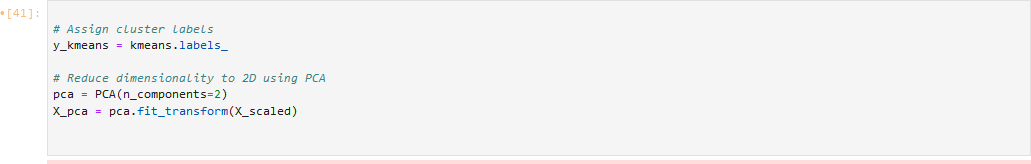 •[41]:
# Assign cluster labels
y_kmeans = kmeans.labels_
# Reduce dimensionality to 2D using PCA
pca = PCA(n_components=2)
X_pca = pca.fit_transform(X_scaled)